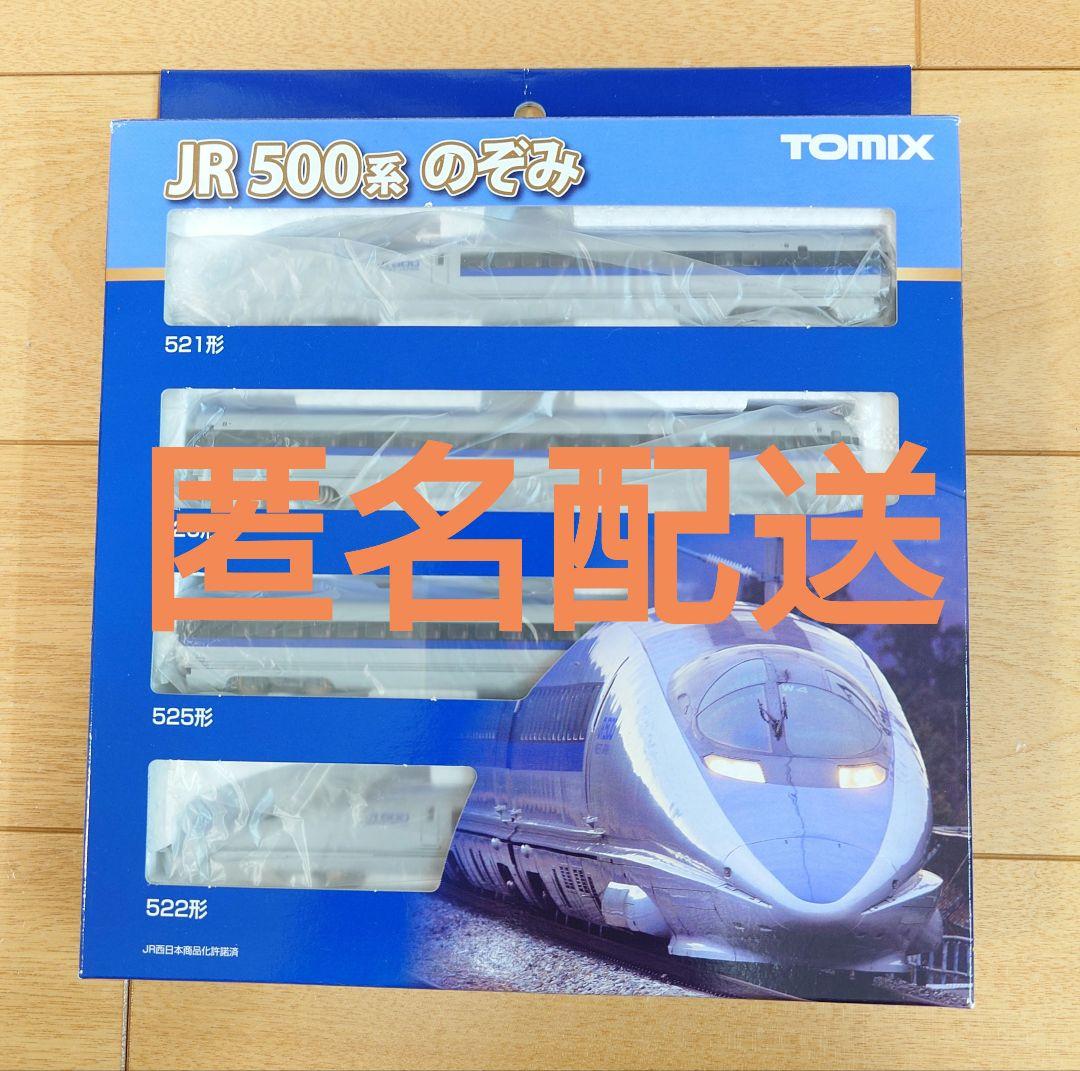 JR 500系 のぞみ
TOMIX
521形
匿名配送
525形
W4
522形
JR西日本商品化許諾済